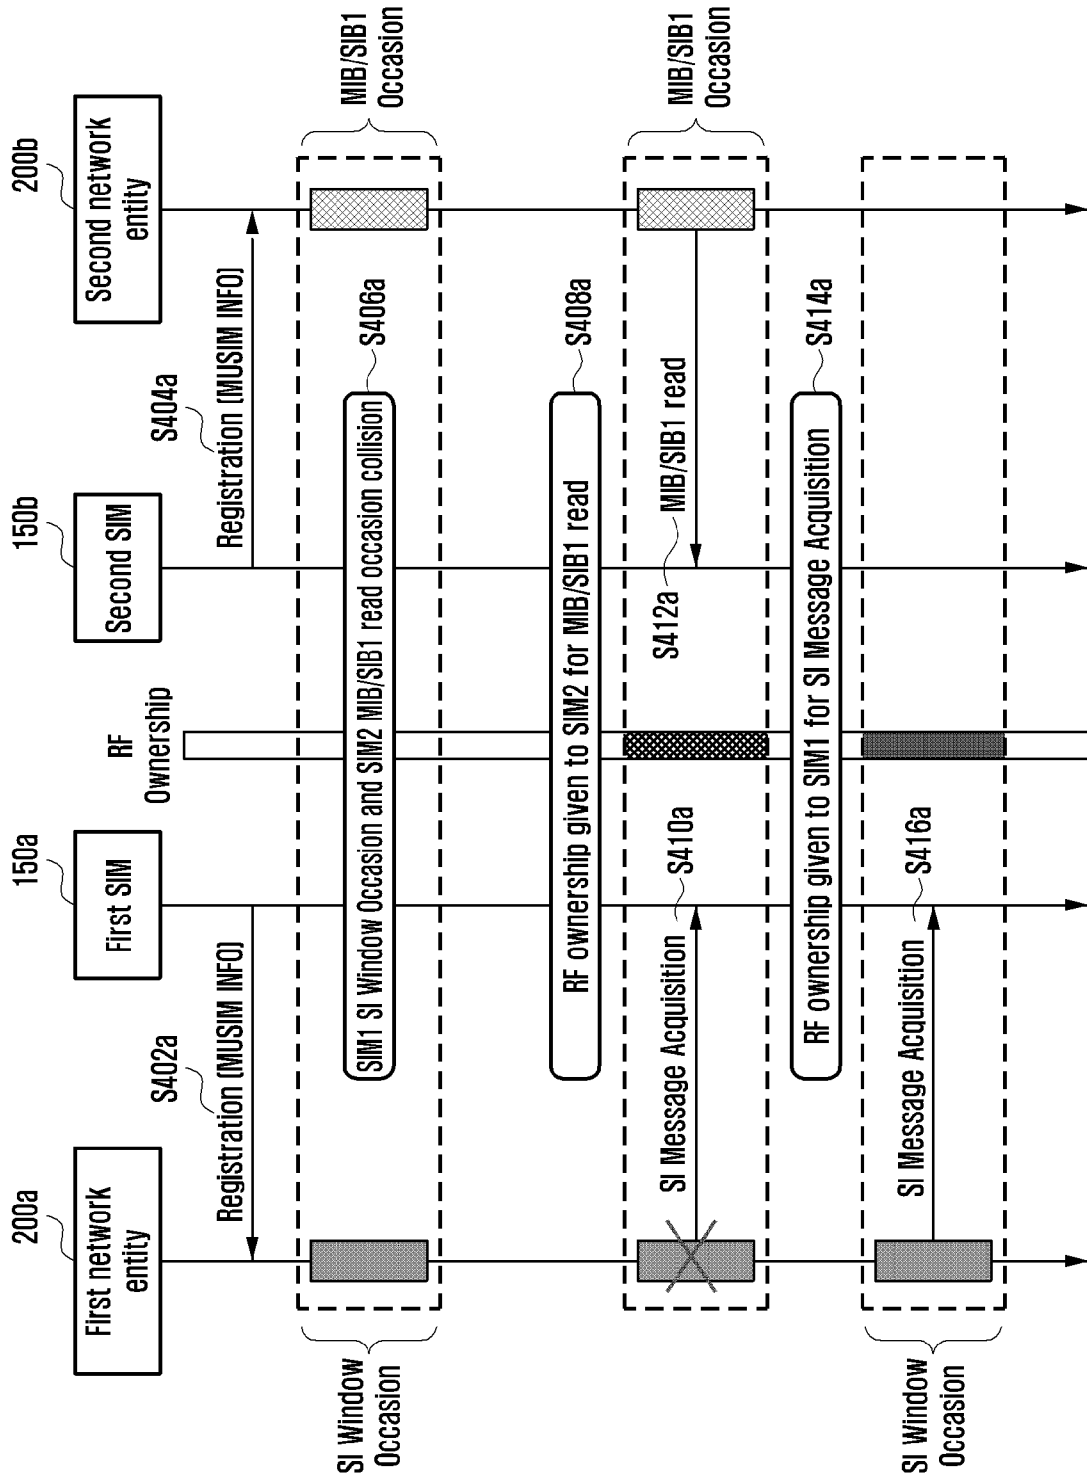 200a
First network
entity
150a
First SIM
RF
Ownership
150b
Second SIM
200b
Second network
entity
S402a
Registration (MUSIM INFO)
S404a
Registration (MUSIM INFO)
SI Window
Occasion
MIB/SIB1
Occasion
SIM1 SI Window Occasion and SIM2 MIB/SIB1 read occasion collision
S406a
RF ownership given to SIM2 for MIB/SIB1 read
S408a
SI Message Acquisition
S410a
S412a
MIB/SIB1 read
MIB/SIB1
Occasion
RF ownership given to SIM1 for SI Message Acquisition
S414a
SI Window
Occasion
SI Message Acquisition
S416a